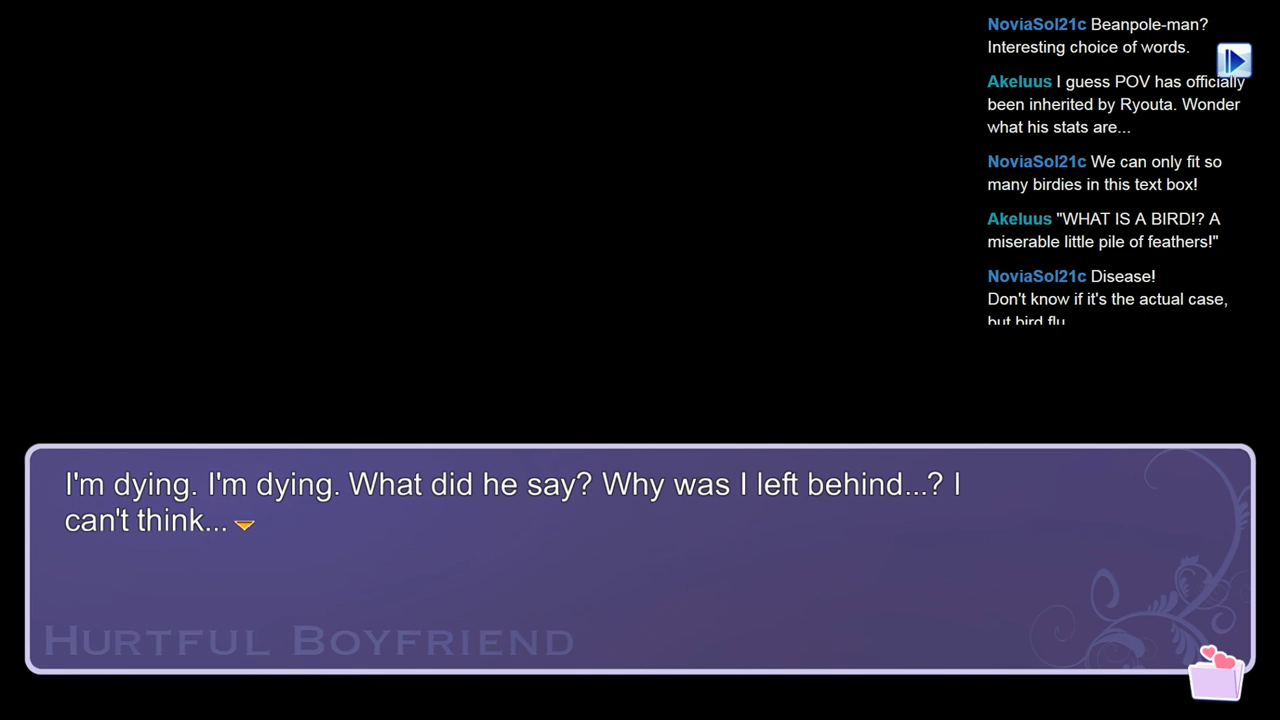 NoviaSol21c Beanpole-man?
Interesting choice of words.
Akeluus I guess POV has officially
been inherited by Ryouta. Wonder
what his stats are...
NoviaSol21c We can only fit so
many birdies in this text box!
Akeluus "WHAT IS A BIRD!? A
miserable little pile of feathers!"
NoviaSol21c Disease!
Don't know if it's the actual case,
but bird flu
I'm dying. I'm dying. What did he say? Why was I left behind...? I
can't think...
HURTFUL BOYFRIEND